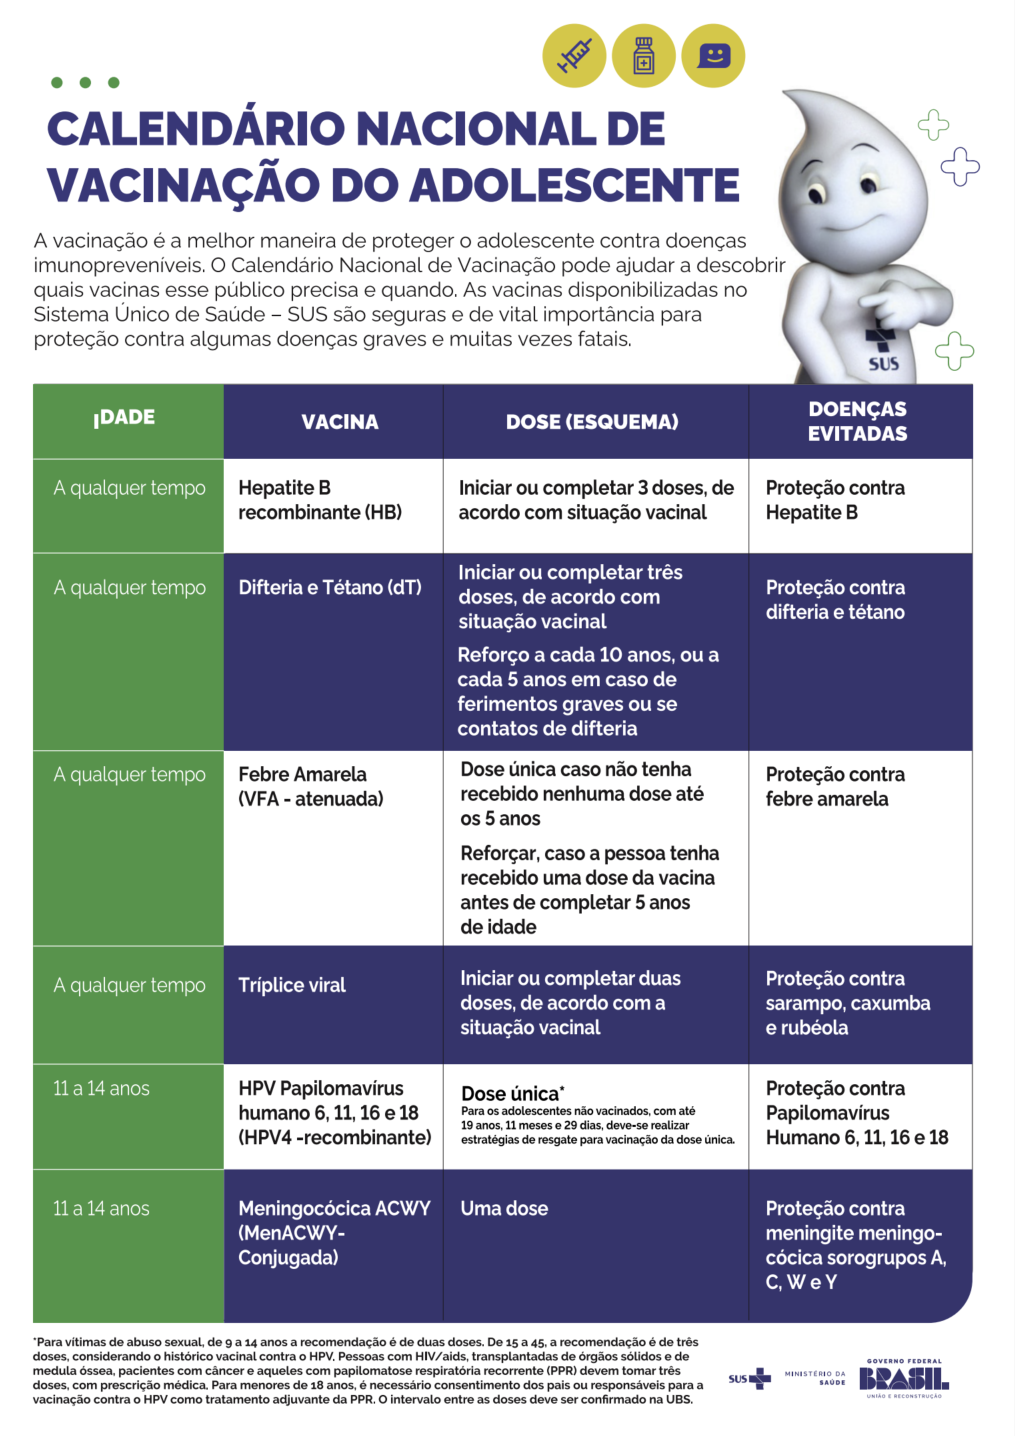 CALENDÁRIO NACIONAL DE
VACINAÇÃO DO ADOLESCENTE
A vacinação é a melhor maneira de proteger o adolescente contra doenças
imunopreveníveis. O Calendário Nacional de Vacinação pode ajudar a descobrir
quais vacinas esse público precisa e quando. As vacinas disponibilizadas no
Sistema Único de Saúde – SUS são seguras e de vital importância para
proteção contra algumas doenças graves e muitas vezes fatais.
SUS
IDADE
VACINA
DOSE (ESQUEMA)
DOENÇAS
EVITADAS
A qualquer tempo
Hepatite B
recombinante (HB)
Iniciar ou completar 3 doses, de
acordo com situação vacinal
Proteção contra
Hepatite B
A qualquer tempo
Difteria e Tétano (dT)
Iniciar ou completar três
doses, de acordo com
situação vacinal
Reforço a cada 10 anos, ou a
cada 5 anos em caso de
ferimentos graves ou se
contatos de difteria
Proteção contra
difteria e tétano
A qualquer tempo
Febre Amarela
(VFA - atenuada)
Dose única caso não tenha
recebido nenhuma dose até
os 5 anos
Reforçar, caso a pessoa tenha
recebido uma dose da vacina
antes de completar 5 anos
de idade
Proteção contra
febre amarela
A qualquer tempo
Tríplice viral
Iniciar ou completar duas
doses, de acordo com a
situação vacinal
Proteção contra
sarampo, caxumba
e rubéola
11 a 14 anos
HPV Papilomavírus
humano 6, 11, 16 e 18
(HPV4 -recombinante)
Dose única*
Para os adolescentes não vacinados, com até
19 anos, 11 meses e 29 dias, deve-se realizar
estratégias de resgate para vacinação da dose única.
Proteção contra
Papilomavírus
Humano 6, 11, 16 e 18
11 a 14 anos
Meningocócica ACWY
(MenACWY-
Conjugada)
Uma dose
Proteção contra
meningite meningo-
cócica sorogrupos A,
C, W e Y
*Para vítimas de abuso sexual, de 9 a 14 anos a recomendação é de duas doses. De 15 a 45, a recomendação é de três
doses, considerando o histórico vacinal contra o HPV. Pessoas com HIV/aids, transplantadas de órgãos sólidos e de
medula óssea, pacientes com câncer e aqueles com papilomatose respiratória recorrente (PPR) devem tomar três
doses, com prescrição médica. Para menores de 18 anos, é necessário consentimento dos pais ou responsáveis para a
vacinação contra o HPV como tratamento adjuvante da PPR. O intervalo entre as doses deve ser confirmado na UBS.
SUS
MINISTÉRIO DA
SAÚDE
GOVERNO FEDERAL
BRASIL
UNIÃO E RECONSTRUÇÃO